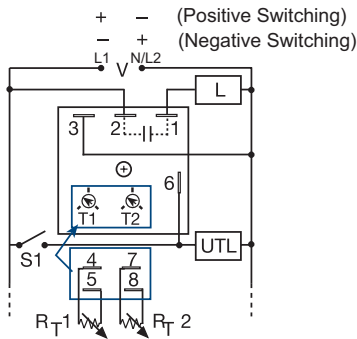 + − (Positive Switching)
− + (Negative Switching)
L1 V N/L2
L
3 2 1
+
6
T1 T2
S1 UTL
4 7
5 8
RT1 RT2